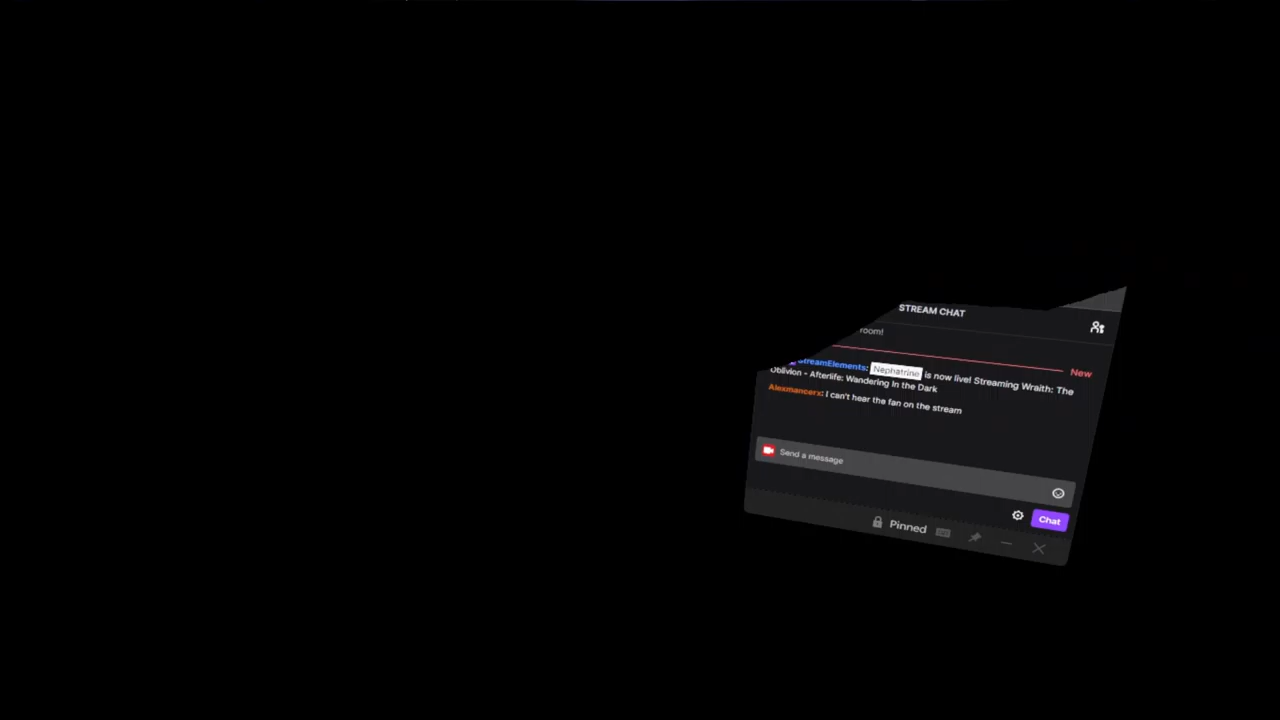 STREAM CHAT
room!
New
StreamElements: Nephatrine is now live! Streaming Wraith: The
Oblivion - Afterlife: Wandering in the Dark
Alexmancerx: I can't hear the fan on the stream
Send a message
Chat
Pinned